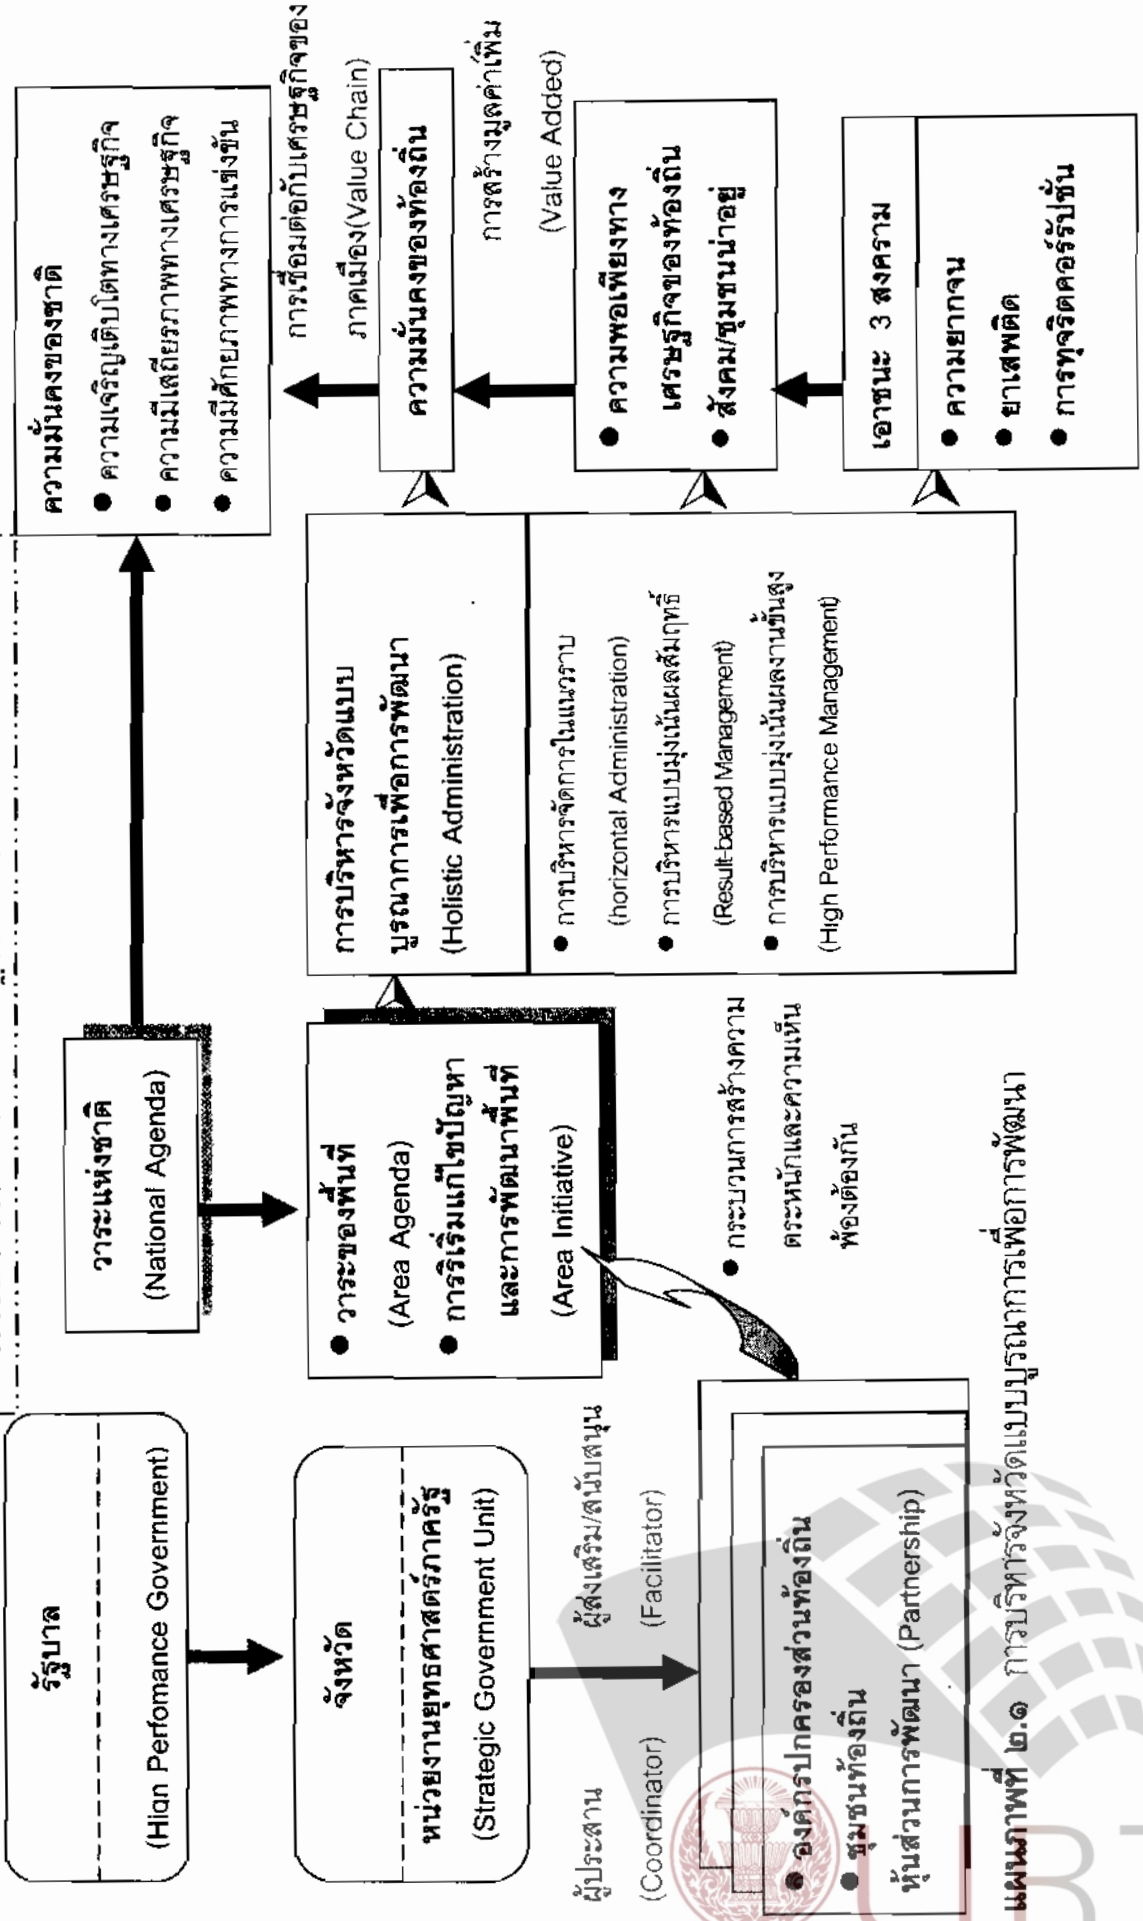 รัฐบาล
(Hign Perfomance Government)
จังหวัด
หน่วยงานยุทธศาสตร์ภาครัฐ
(Strategic Government Unit)
ผู้ประสาน
(Coordinator)
ผู้ส่งเสริม/สนับสนุน
(Facilitator)
● องค์กรปกครองส่วนท้องถิ่น
● ชุมชนท้องถิ่น
หุ้นส่วนการพัฒนา (Partnership)
วาระแห่งชาติ
(National Agenda)
● วาระของพื้นที่
(Area Agenda)
● การริเริ่มแก้ไขปัญหา
และการพัฒนาพื้นที่
(Area Initiative)
● กระบวนการสร้างความ
ตระหนักและความเห็น
พ้องต้องกัน
การบริหารจังหวัดแบบ
บูรณาการเพื่อการพัฒนา
(Holistic Administration)
● การบริหารจัดการในแนวราบ
(horizontal Administration)
● การบริหารแบบมุ่งเน้นผลสัมฤทธิ์
(Result-based Management)
● การบริหารแบบมุ่งเน้นผลงานขั้นสูง
(High Performance Management)
ความมั่นคงของชาติ
● ความเจริญเติบโตทางเศรษฐกิจ
● ความมีเสถียรภาพทางเศรษฐกิจ
● ความมีศักยภาพทางการแข่งขัน
การเชื่อมต่อกับเศรษฐกิจของ
ภาคเมือง(Value Chain)
ความมั่นคงของท้องถิ่น
การสร้างมูลค่าเพิ่ม
(Value Added)
● ความพอเพียงทาง
เศรษฐกิจของท้องถิ่น
● สังคม/ชุมชนน่าอยู่
เอาชนะ 3 สงคราม
● ความยากจน
● ยาเสพติด
● การทุจริตคอร์รัปชั่น
แผนภาพที่ ๒.๑ การบริหารจังหวัดแบบบูรณาการเพื่อการพัฒนา